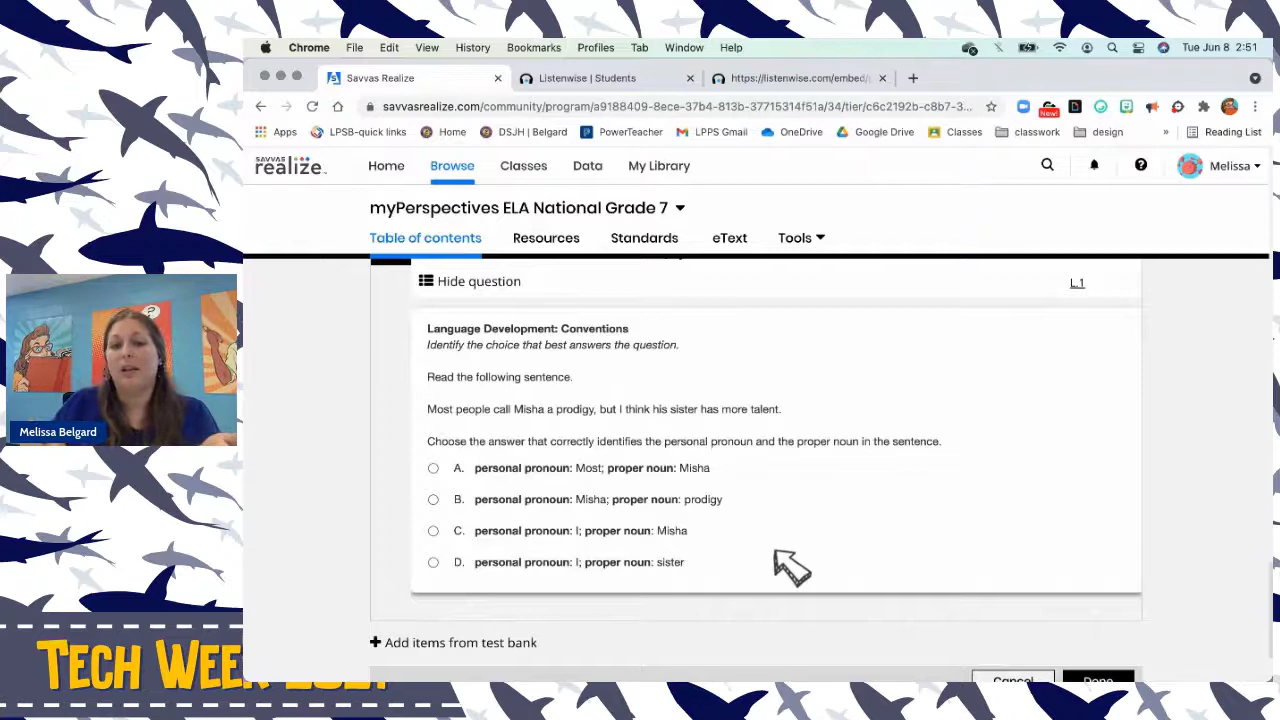 Chrome File Edit View History Bookmarks Profiles Tab Window Help Tue Jun 8 2:51
Savvas Realize Listenwise | Students https://listenwise.com/embed/
savvasrealize.com/community/program/a9188409-8ece-37b4-813b-37715314f51a/34/tier/c6c2192b-c8b7-3...
New!
Apps LPSB-quick links Home DSJH | Belgard PowerTeacher LPPS Gmail OneDrive Google Drive Classes classwork design » Reading List
SAVVAS
realize Home Browse Classes Data My Library Melissa
myPerspectives ELA National Grade 7
Table of contents Resources Standards eText Tools
Hide question L.1
Language Development: Conventions
Identify the choice that best answers the question.
Read the following sentence.
Most people call Misha a prodigy, but I think his sister has more talent.
Choose the answer that correctly identifies the personal pronoun and the proper noun in the sentence.
A. personal pronoun: Most; proper noun: Misha
B. personal pronoun: Misha; proper noun: prodigy
C. personal pronoun: I; proper noun: Misha
D. personal pronoun: I; proper noun: sister
Add items from test bank
Cancel Done
Melissa Belgard
TECH WEEK